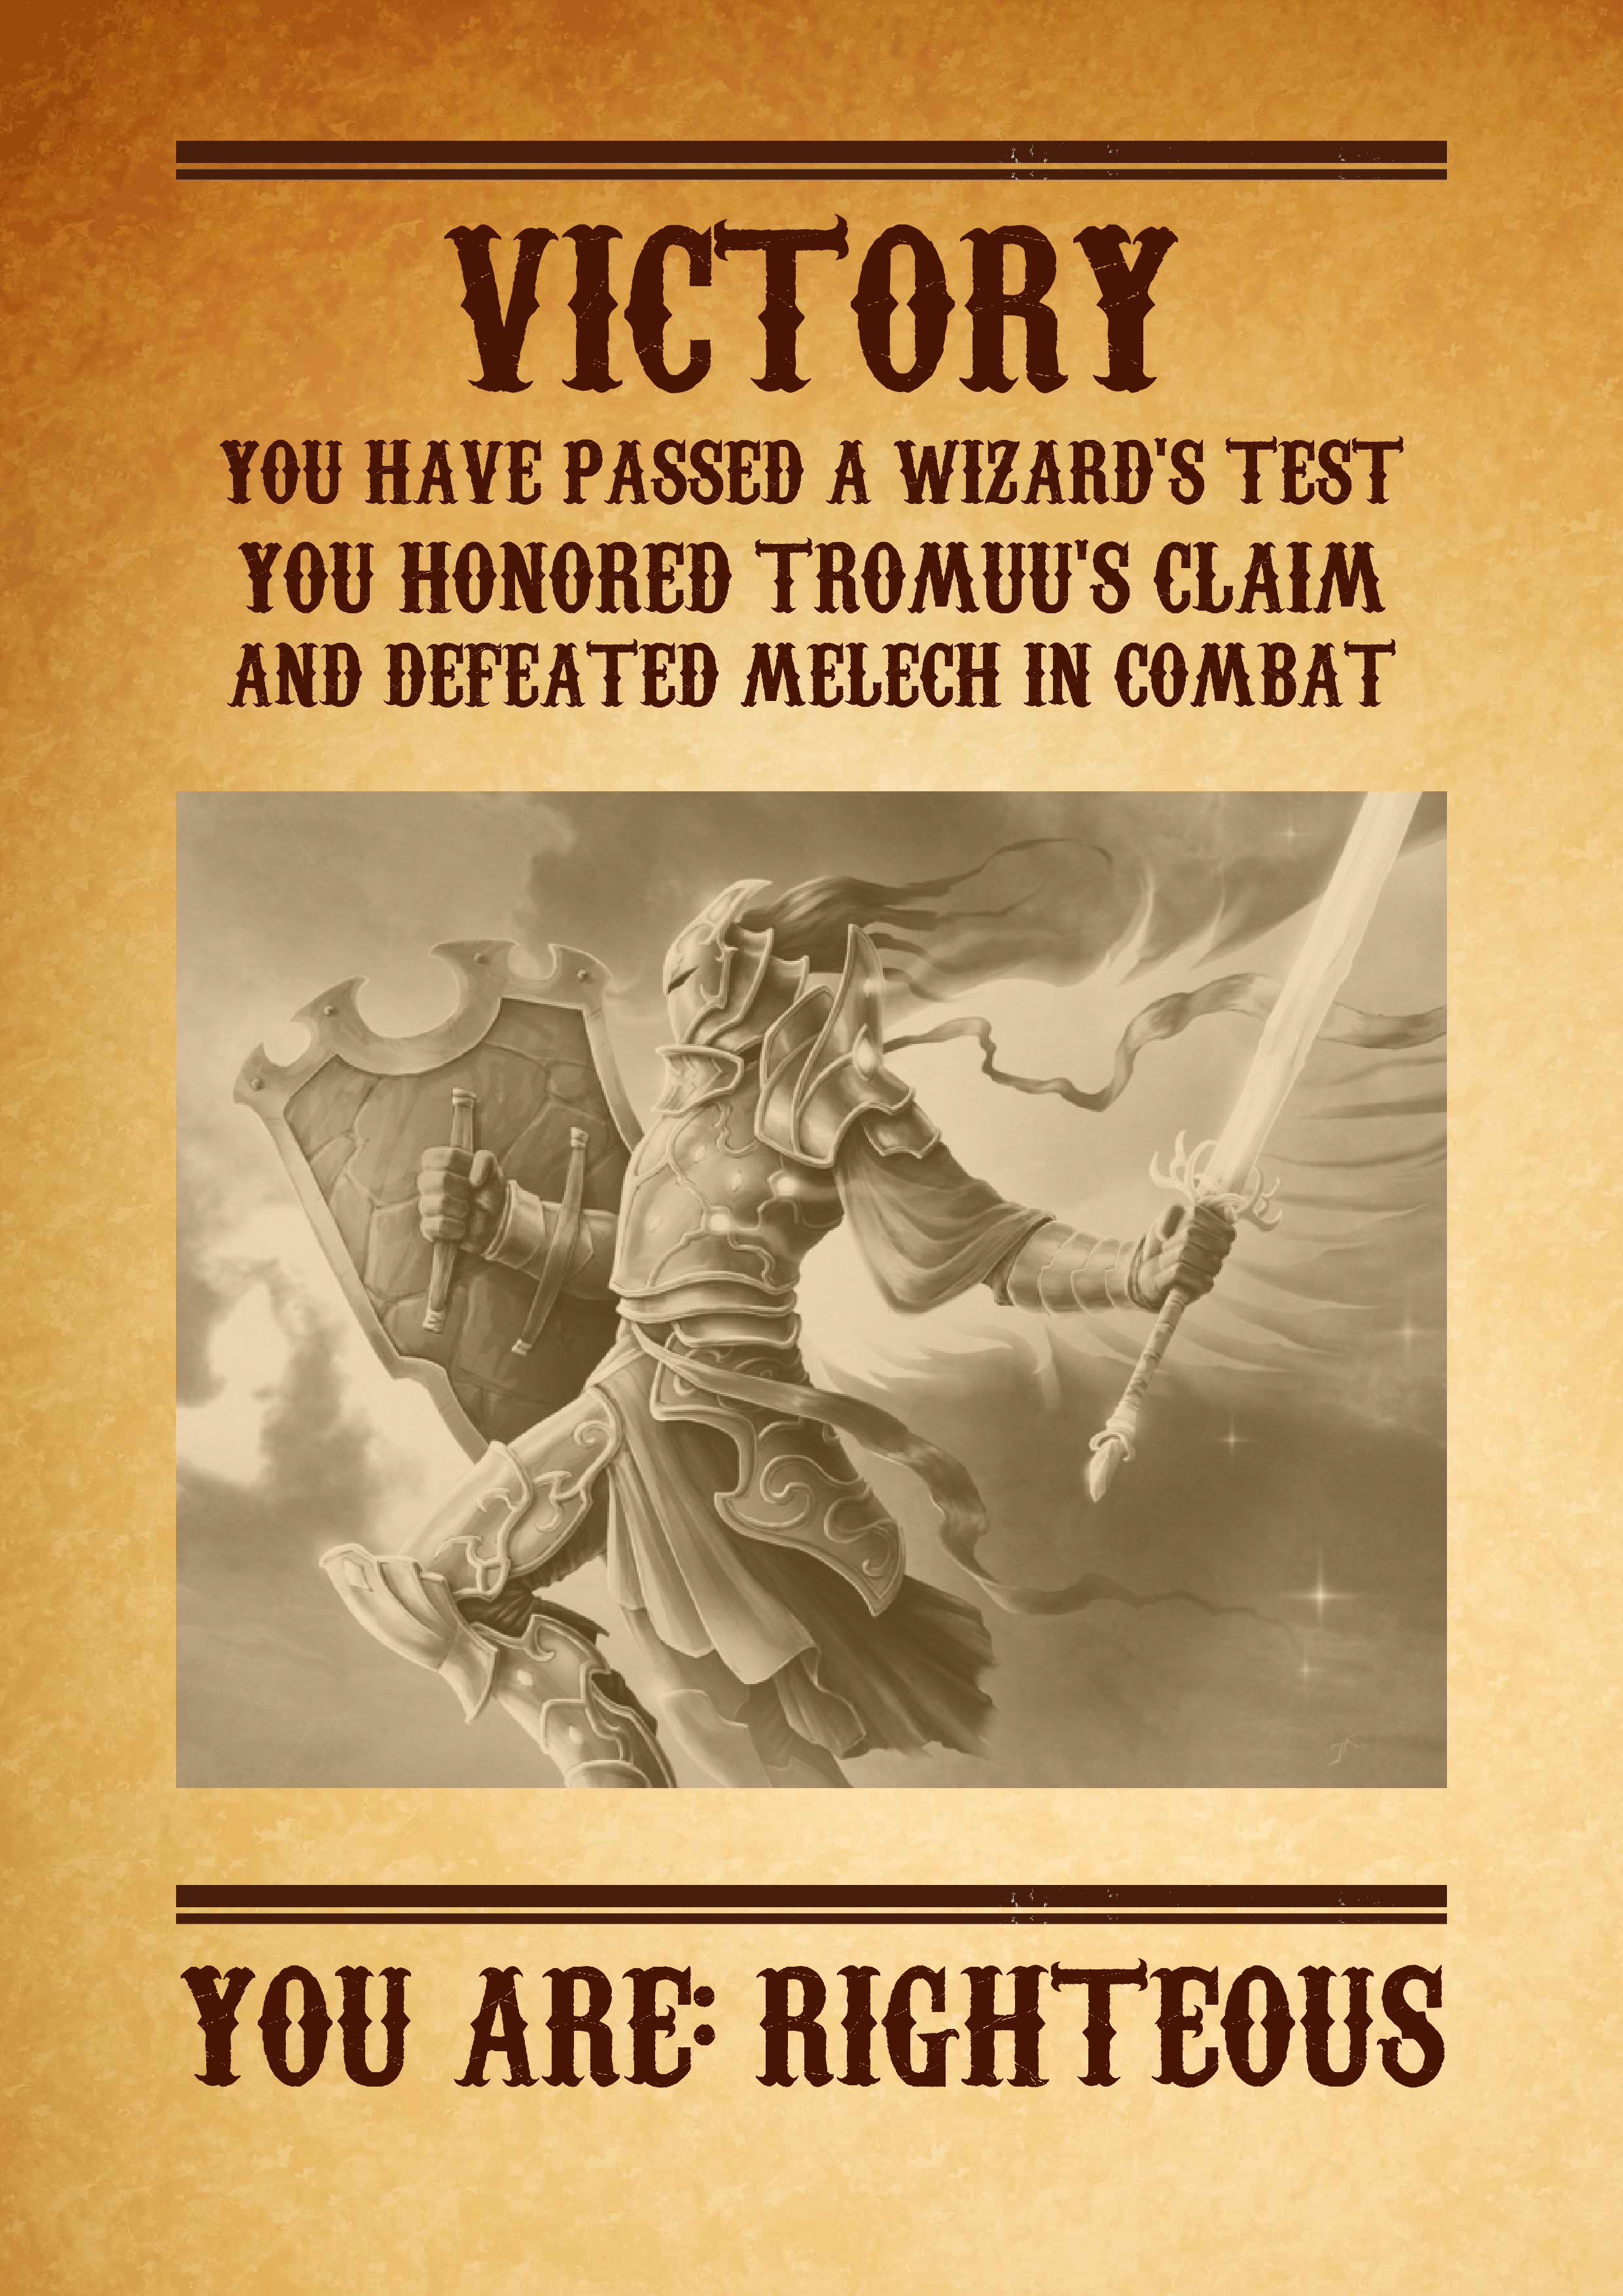 VICTORY
YOU HAVE PASSED A WIZARD'S TEST
YOU HONORED TROMUU'S CLAIM
AND DEFEATED MELECH IN COMBAT
YOU ARE: RIGHTEOUS